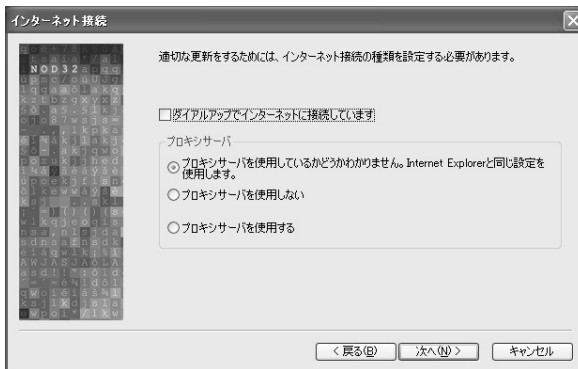 インターネット接続
NOD32
適切な更新をするためには、インターネット接続の種類を設定する必要があります。
ダイアルアップでインターネットに接続しています
プロキシサーバ
プロキシサーバを使用しているかどうかわかりません。Internet Explorerと同じ設定を
使用します。
プロキシサーバを使用しない
プロキシサーバを使用する
< 戻る(B)
次へ(N) >
キャンセル